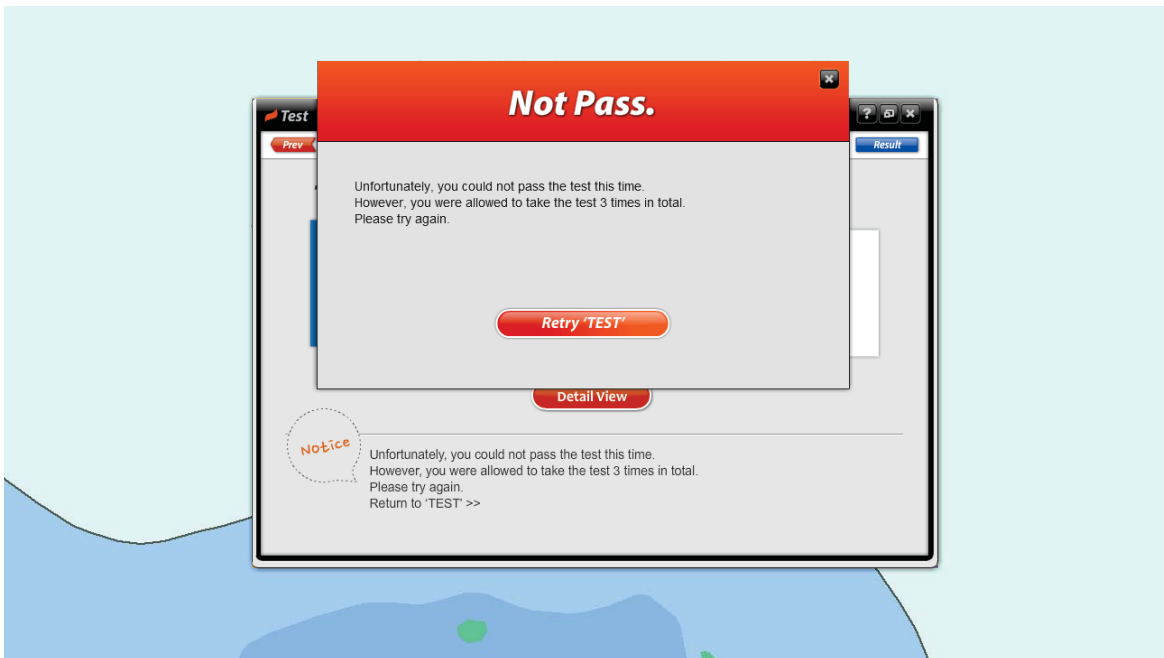 Not Pass.
Test
Prev
Result
Unfortunately, you could not pass the test this time.
However, you were allowed to take the test 3 times in total.
Please try again.
Retry ‘TEST’
Detail View
Notice
Unfortunately, you could not pass the test this time.
However, you were allowed to take the test 3 times in total.
Please try again.
Return to ‘TEST’ >>